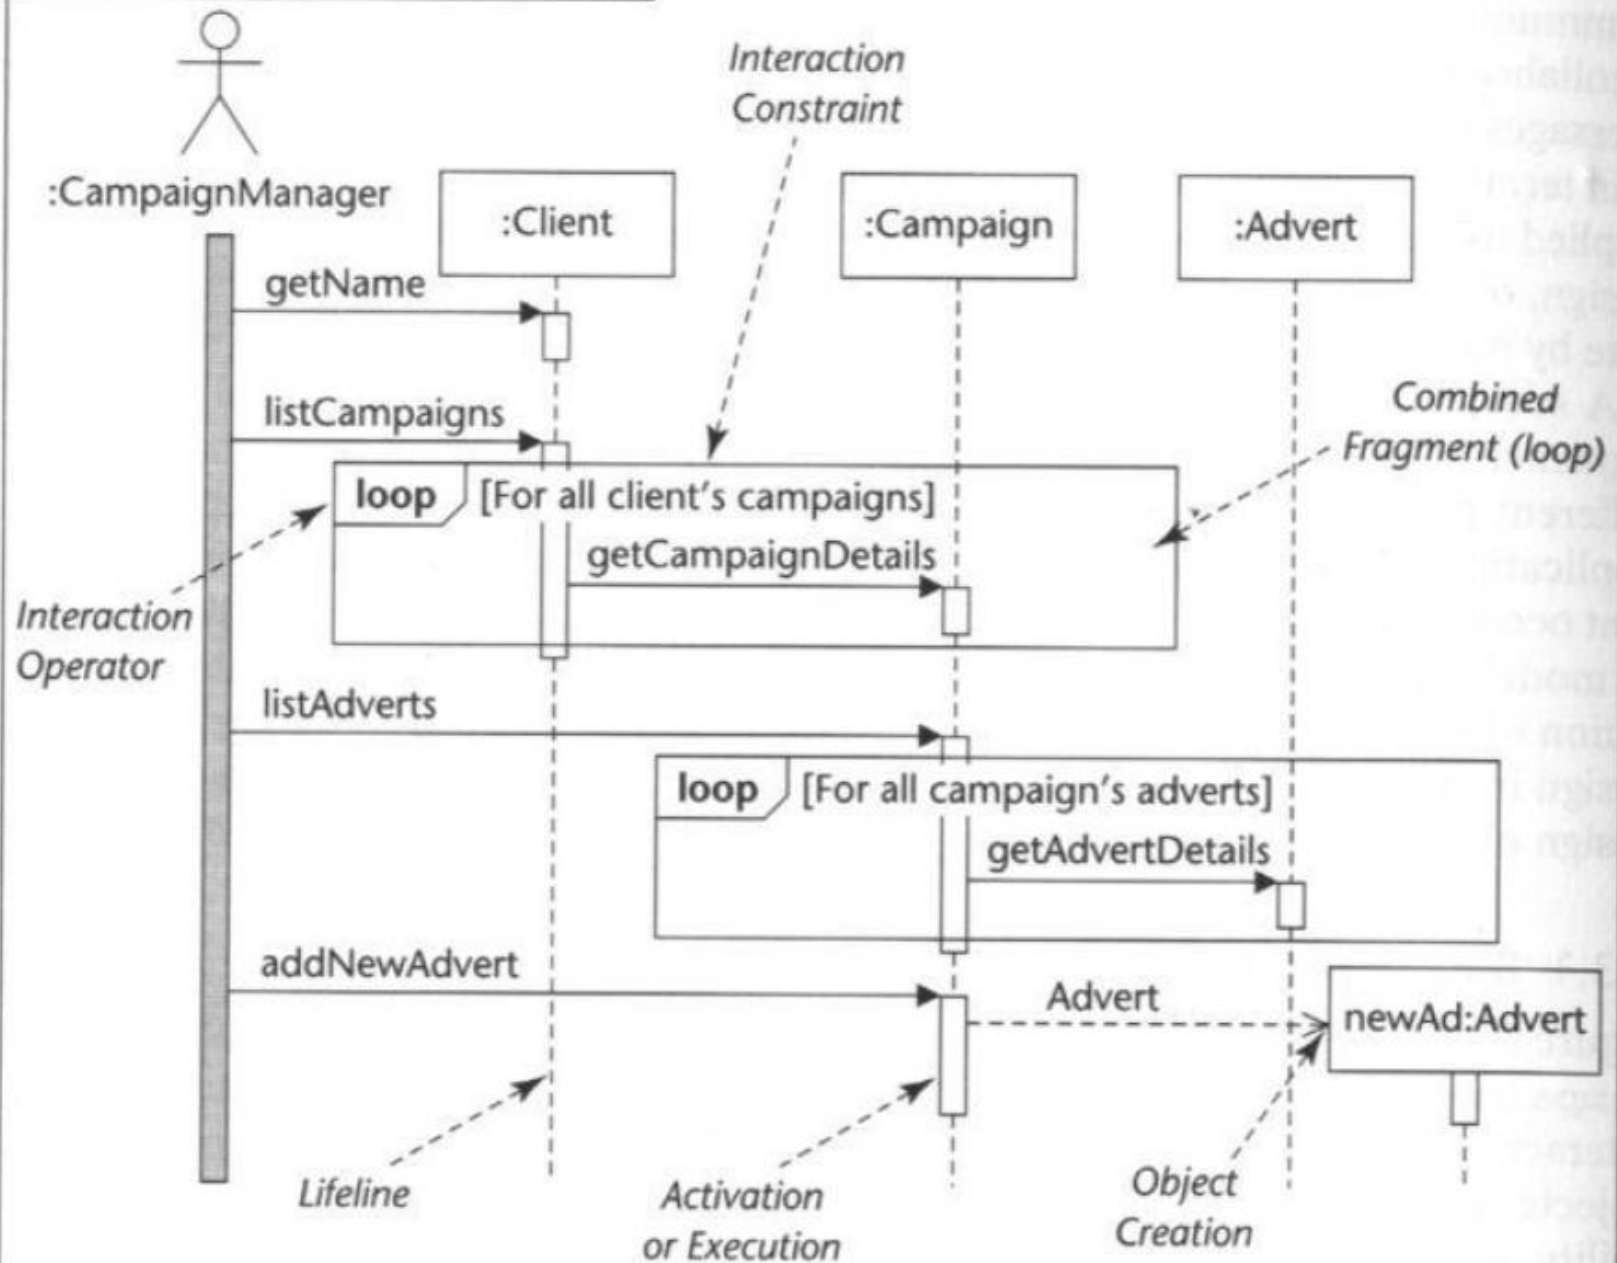 Interaction
Constraint
:CampaignManager
:Client
:Campaign
:Advert
getName
listCampaigns
Combined
Fragment (loop)
loop [For all client's campaigns]
getCampaignDetails
Interaction
Operator
listAdverts
loop [For all campaign's adverts]
getAdvertDetails
addNewAdvert
Advert
newAd:Advert
Lifeline
Activation
or Execution
Object
Creation